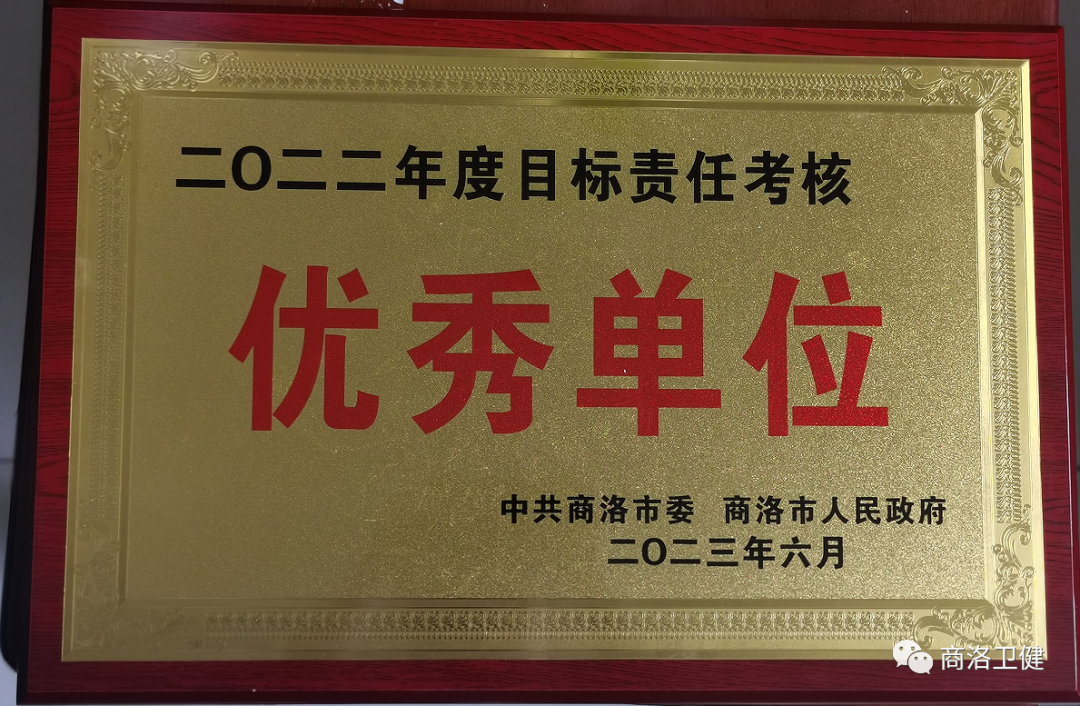 二〇二二年度目标责任考核
优秀单位
中共商洛市委 商洛市人民政府
二〇二三年六月
商洛卫健